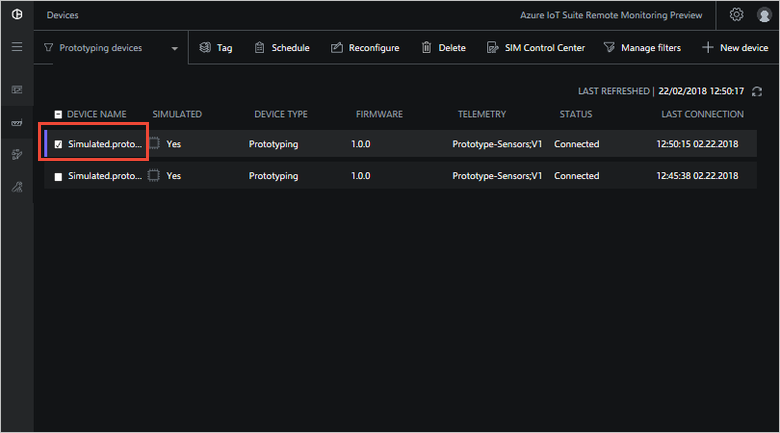 Devices
Azure IoT Suite Remote Monitoring Preview
Prototyping devices Tag Schedule Reconfigure Delete SIM Control Center Manage filters New device
LAST REFRESHED | 22/02/2018 12:50:17
DEVICE NAME SIMULATED DEVICE TYPE FIRMWARE TELEMETRY STATUS LAST CONNECTION
Simulated.proto... Yes Prototyping 1.0.0 Prototype-Sensors;V1 Connected 12:50:15 02.22.2018
Simulated.proto... Yes Prototyping 1.0.0 Prototype-Sensors;V1 Connected 12:45:38 02.22.2018